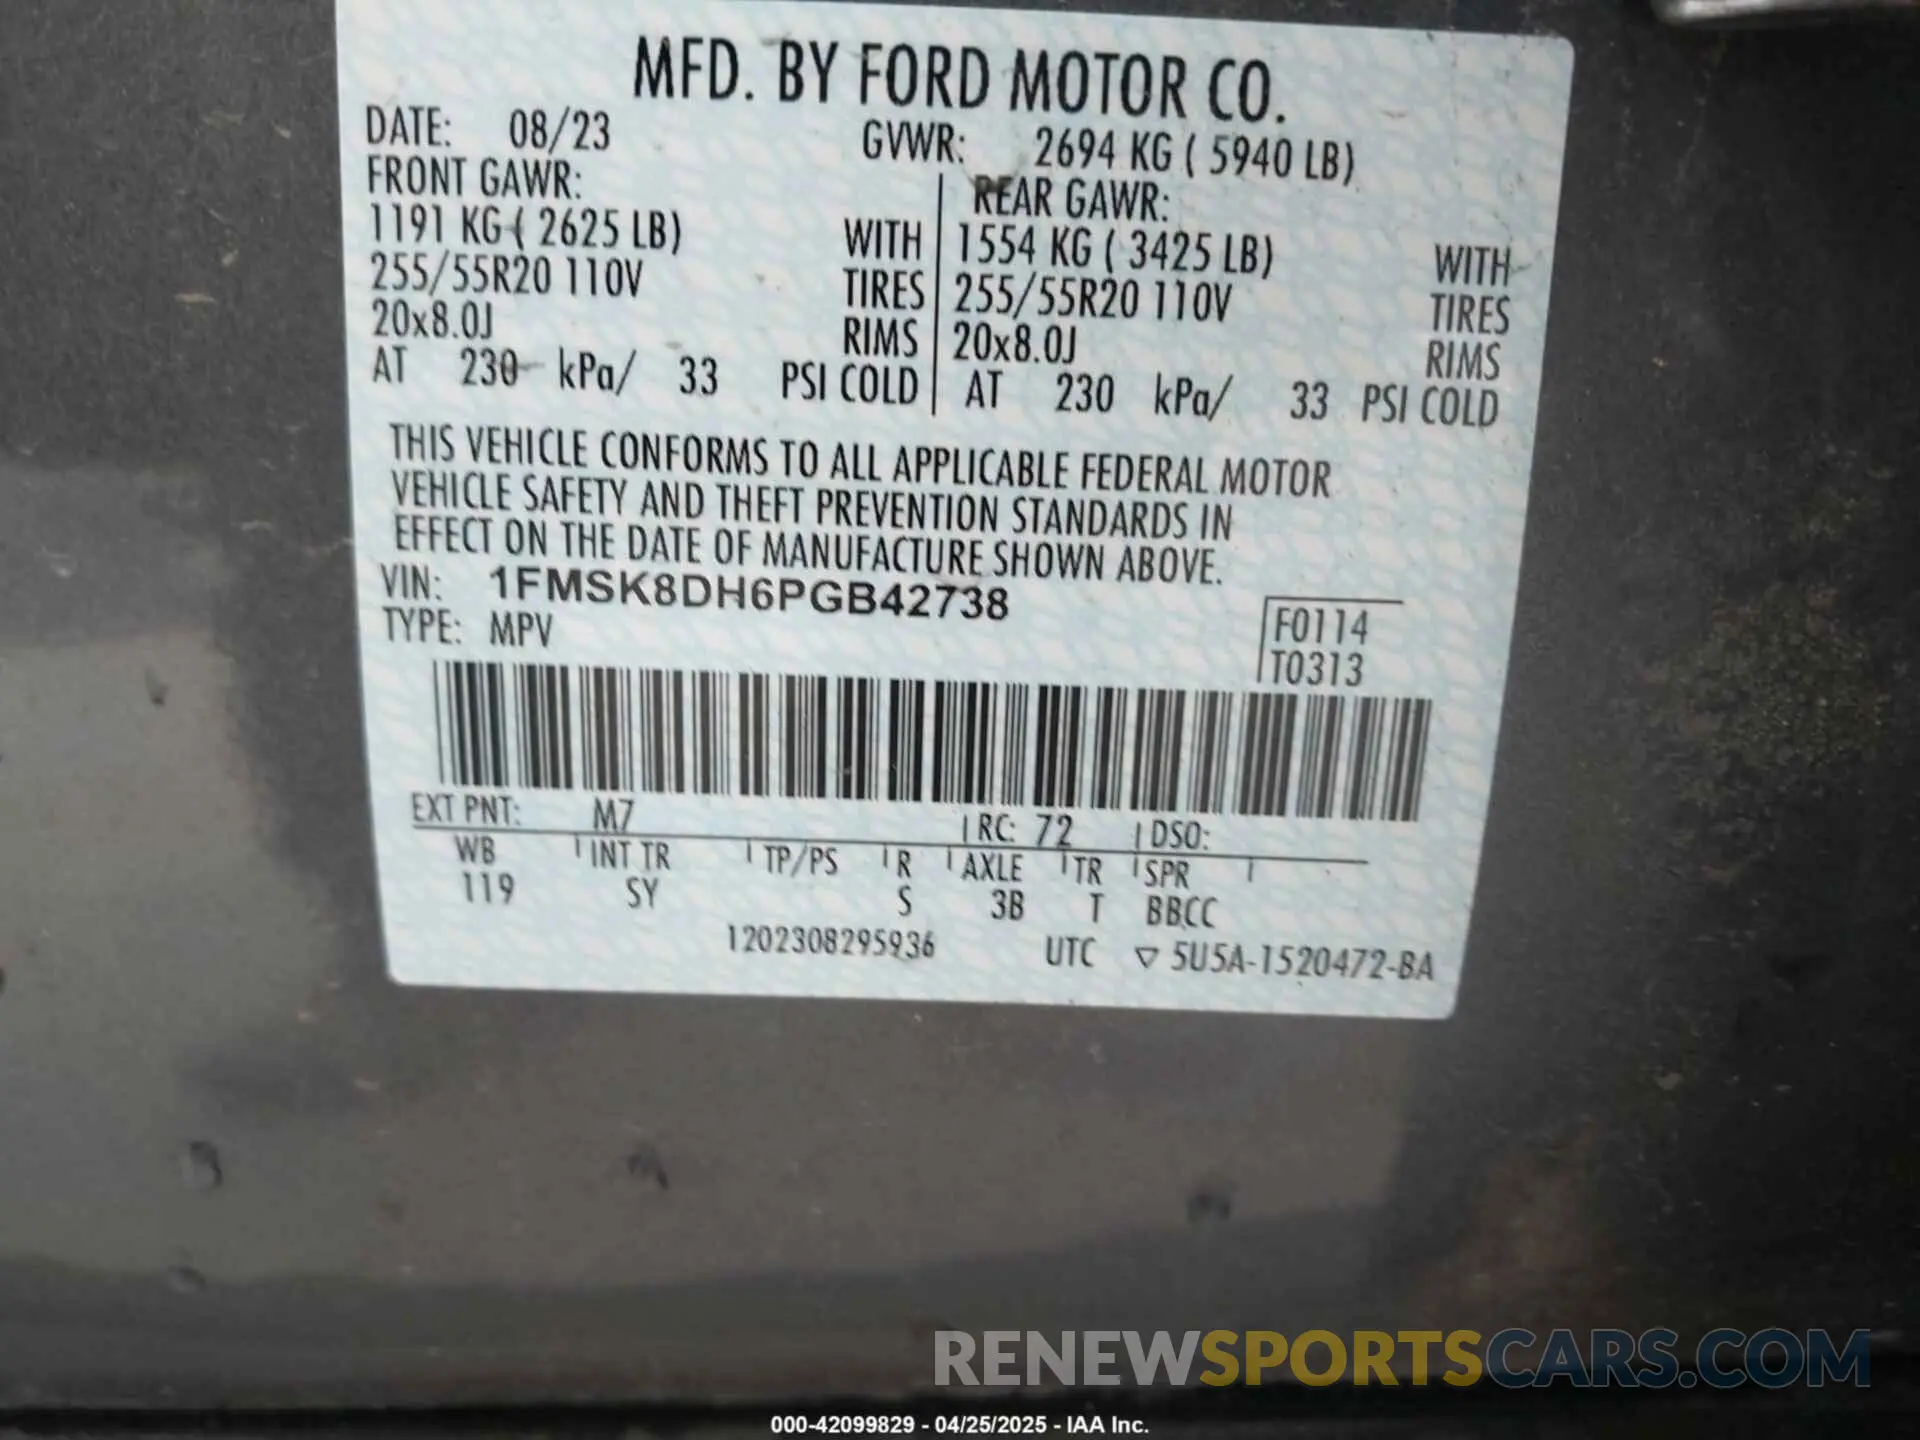 MFD. BY FORD MOTOR CO.
DATE: 08/23 GVWR: 2694 KG ( 5940 LB)
FRONT GAWR: REAR GAWR:
1191 KG ( 2625 LB) WITH 1554 KG ( 3425 LB) WITH
255/55R20 110V TIRES 255/55R20 110V TIRES
20x8.0J RIMS 20x8.0J RIMS
AT 230 kPa/ 33 PSI COLD AT 230 kPa/ 33 PSI COLD
THIS VEHICLE CONFORMS TO ALL APPLICABLE FEDERAL MOTOR
VEHICLE SAFETY AND THEFT PREVENTION STANDARDS IN
EFFECT ON THE DATE OF MANUFACTURE SHOWN ABOVE.
VIN: 1FMSK8DH6PGB42738
TYPE: MPV
F0114
T0313
EXT PNT: M7 RC: 72 DSO:
WB INT TR TP/PS R AXLE TR SPR
119 SY S 3B T BBCC
1202308295936 UTC ▽ 5U5A-1520472-BA
RENEWSPORTSCARS.COM
000-42099829 - 04/25/2025 - IAA Inc.